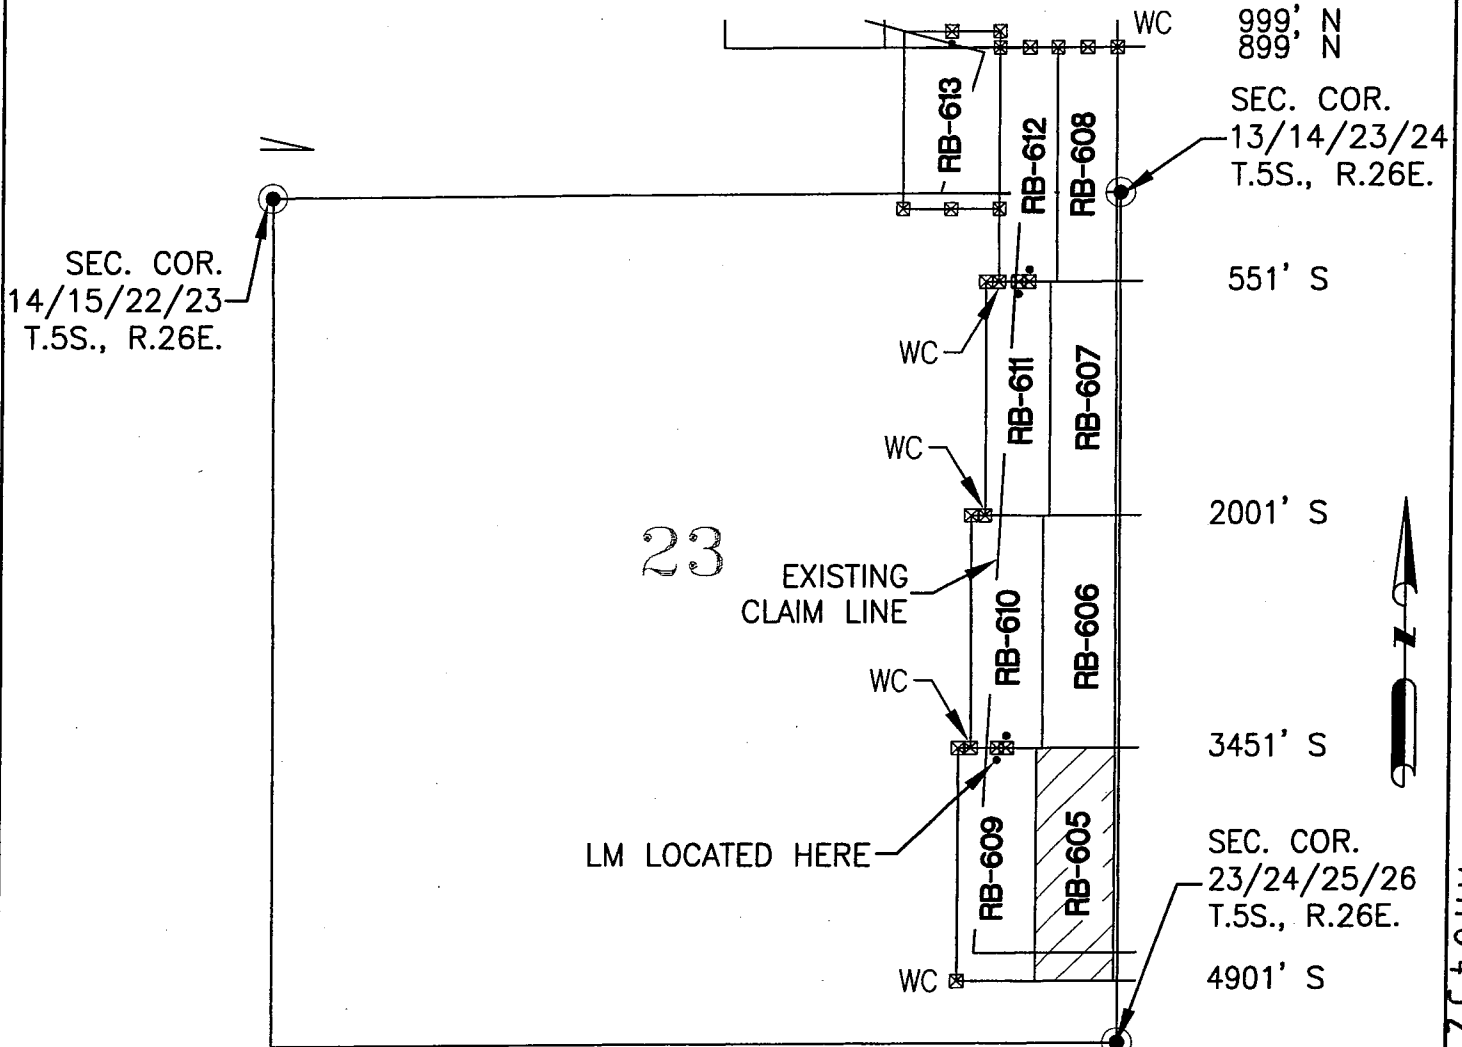 WC
999' N
899' N
SEC. COR.
13/14/23/24
T.5S., R.26E.
RB-613
RB-612
RB-608
SEC. COR.
14/15/22/23
T.5S., R.26E.
551' S
WC
RB-611
RB-607
WC
2001' S
23
EXISTING
CLAIM LINE
RB-610
RB-606
N
WC
3451' S
LM LOCATED HERE
RB-609
RB-605
SEC. COR.
23/24/25/26
T.5S., R.26E.
WC
4901' S